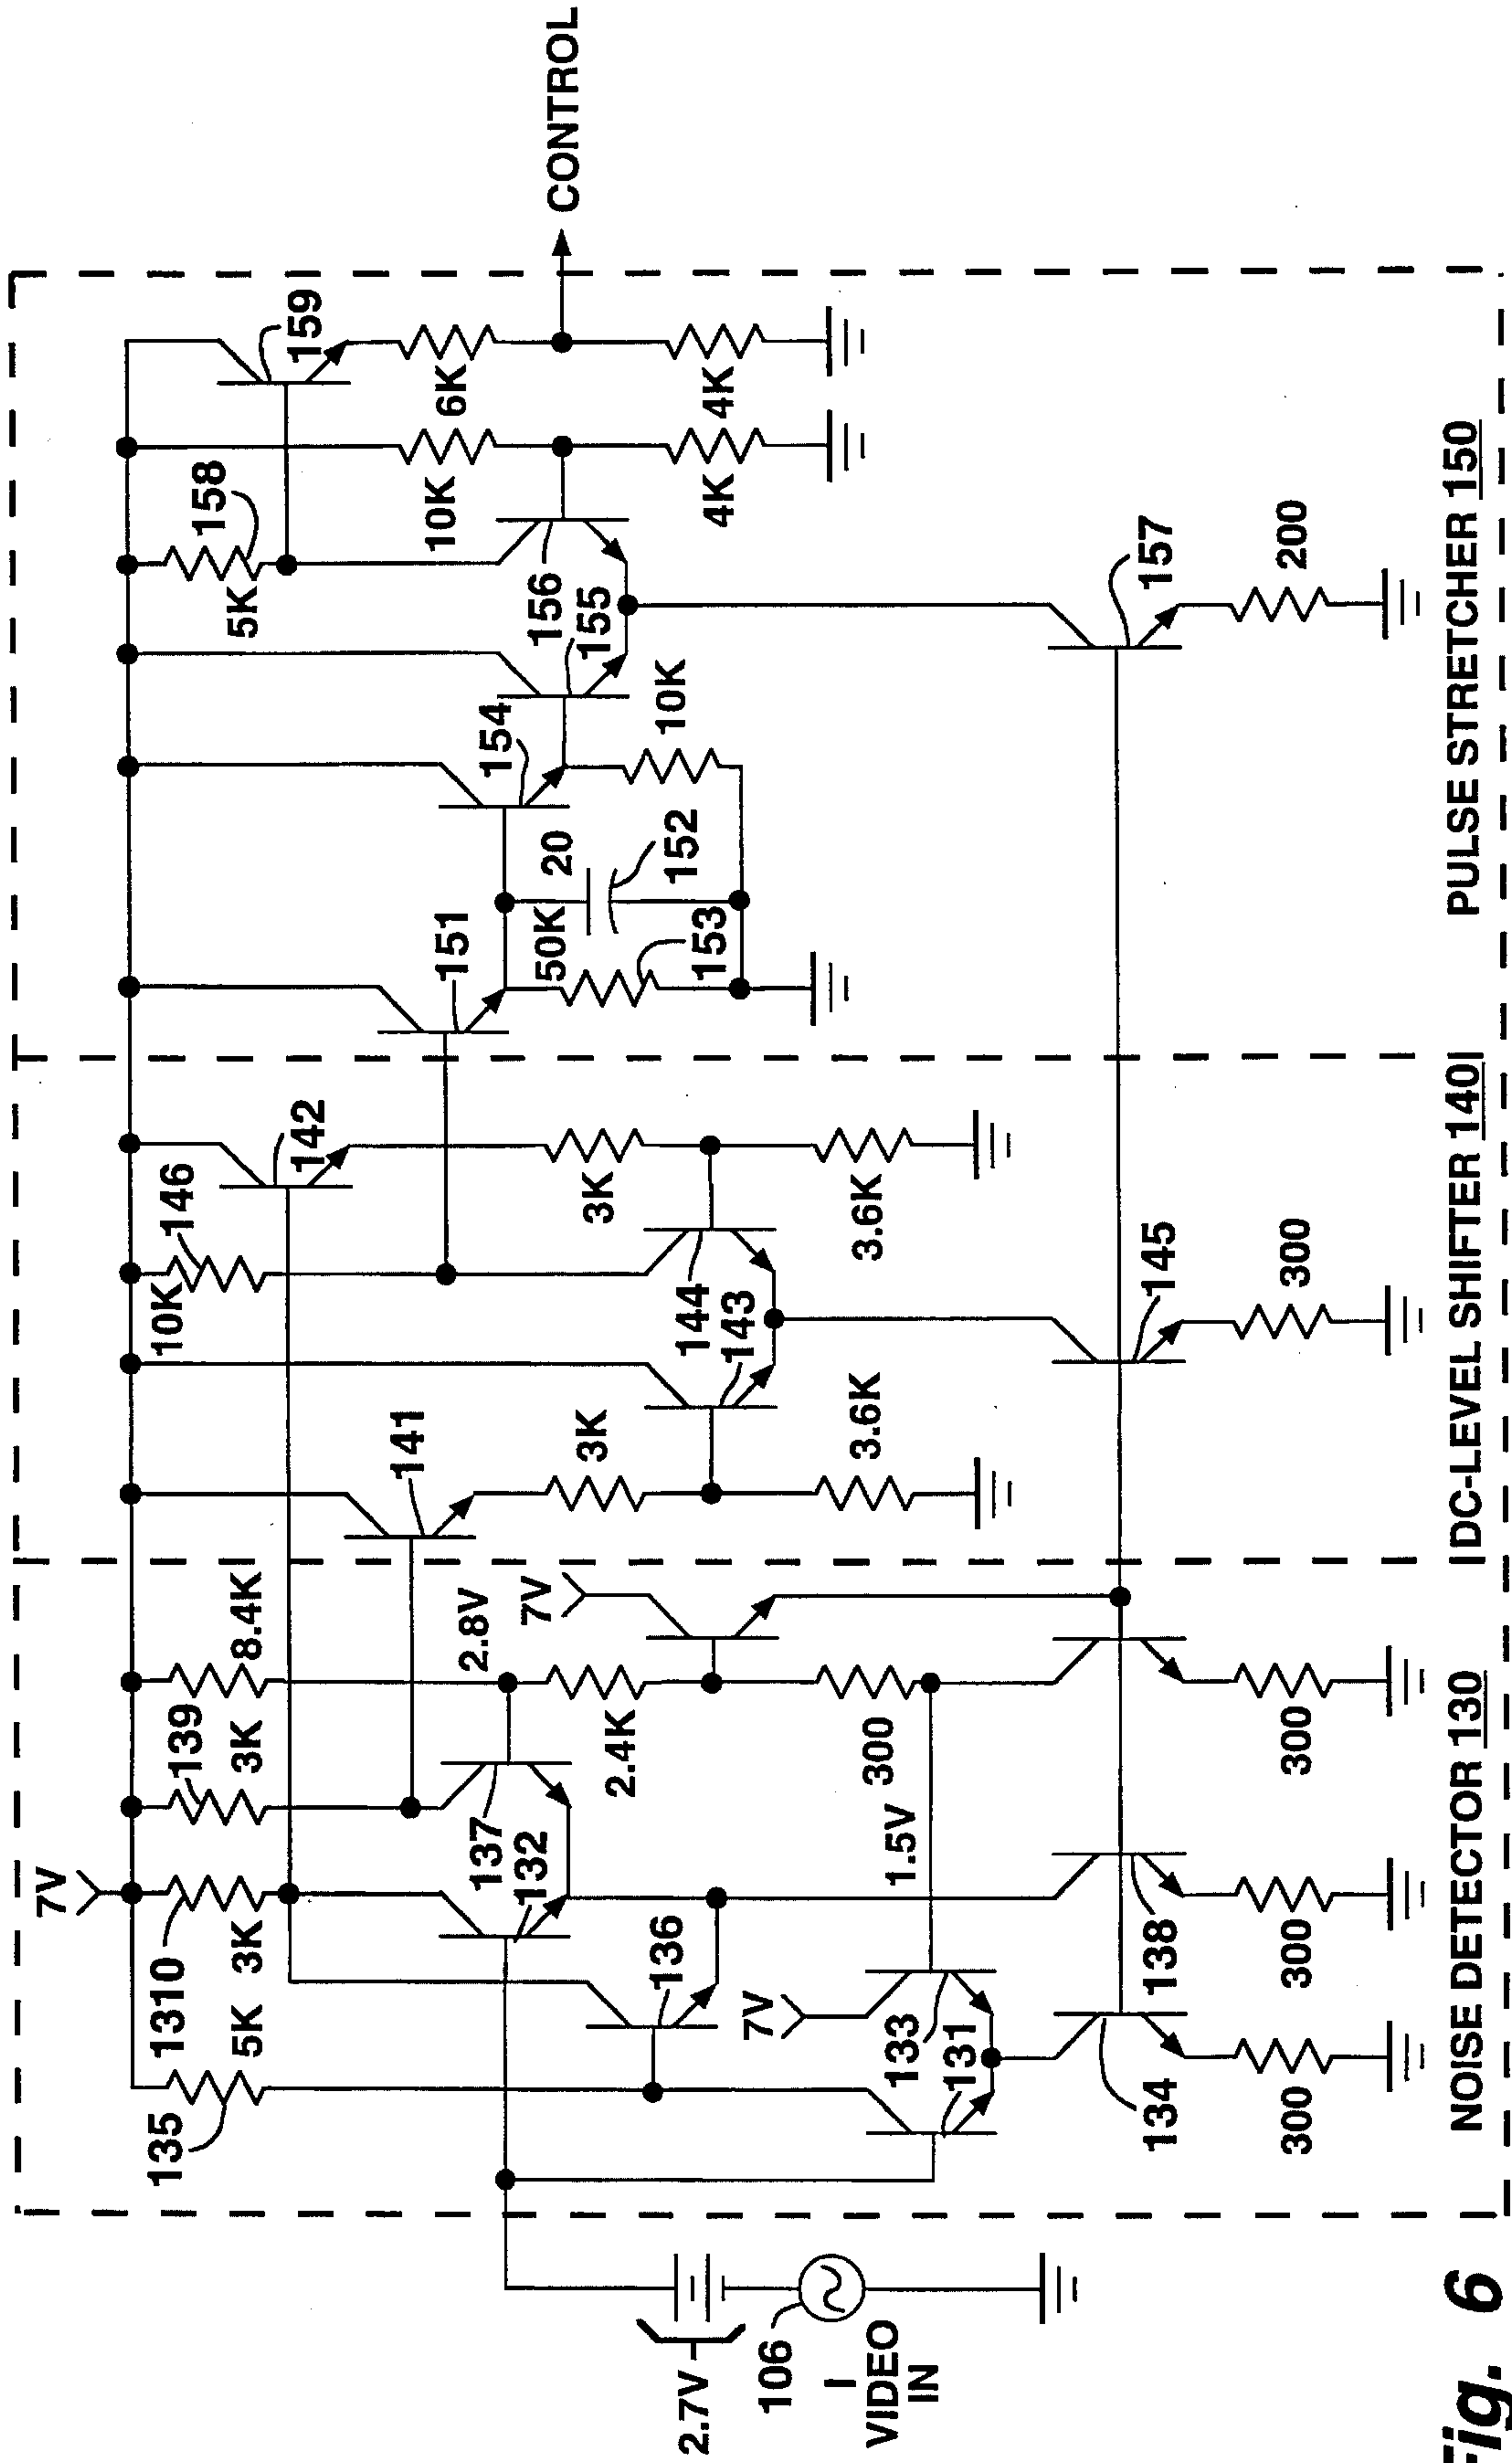 7V
1310
3K
139
3K
8.4K
5K
135
10K
146
142
5K
158
159
CONTROL
141
151
154
2.8V
7V
137
132
2.4K
3K
3K
50K
20
152
153
10K
156
155
10K
6K
136
144
143
4K
4K
7V
133
131
1.5V
300
3.6K
3.6K
134
138
145
157
300
300
300
300
200
2.7V
106
I
VIDEO
IN
NOISE DETECTOR 130
DC-LEVEL SHIFTER 140
PULSE STRETCHER 150
Fig. 6